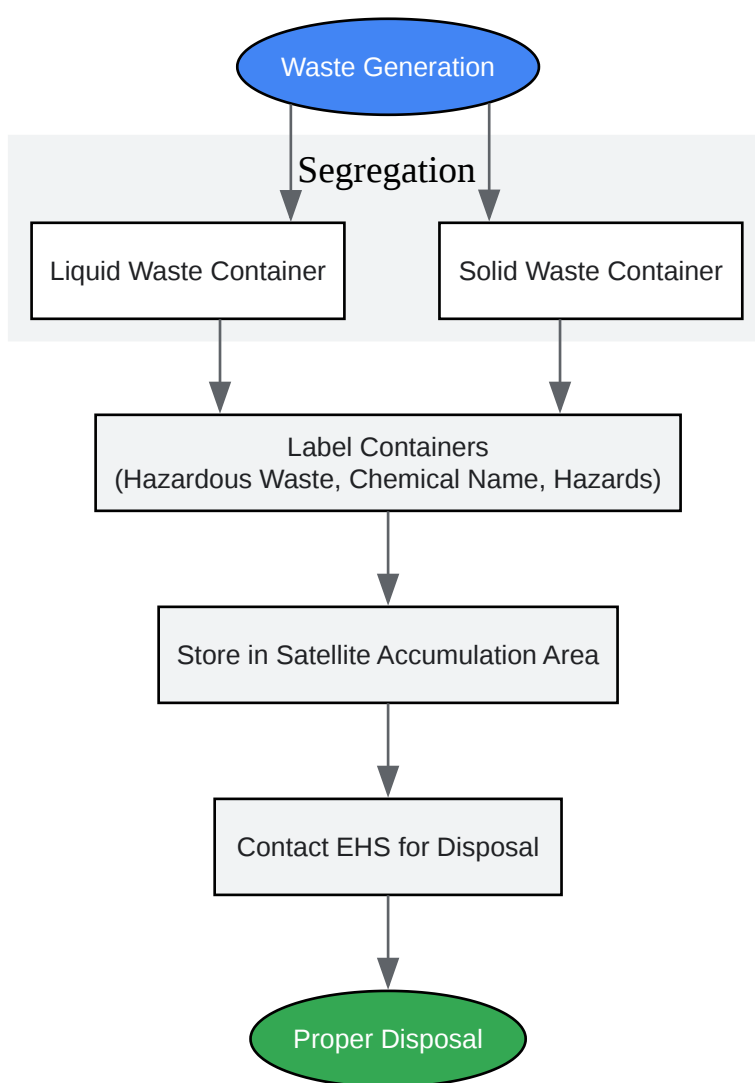 Waste Generation
Segregation
Liquid Waste Container
Solid Waste Container
Label Containers
(Hazardous Waste, Chemical Name, Hazards)
Store in Satellite Accumulation Area
Contact EHS for Disposal
Proper Disposal